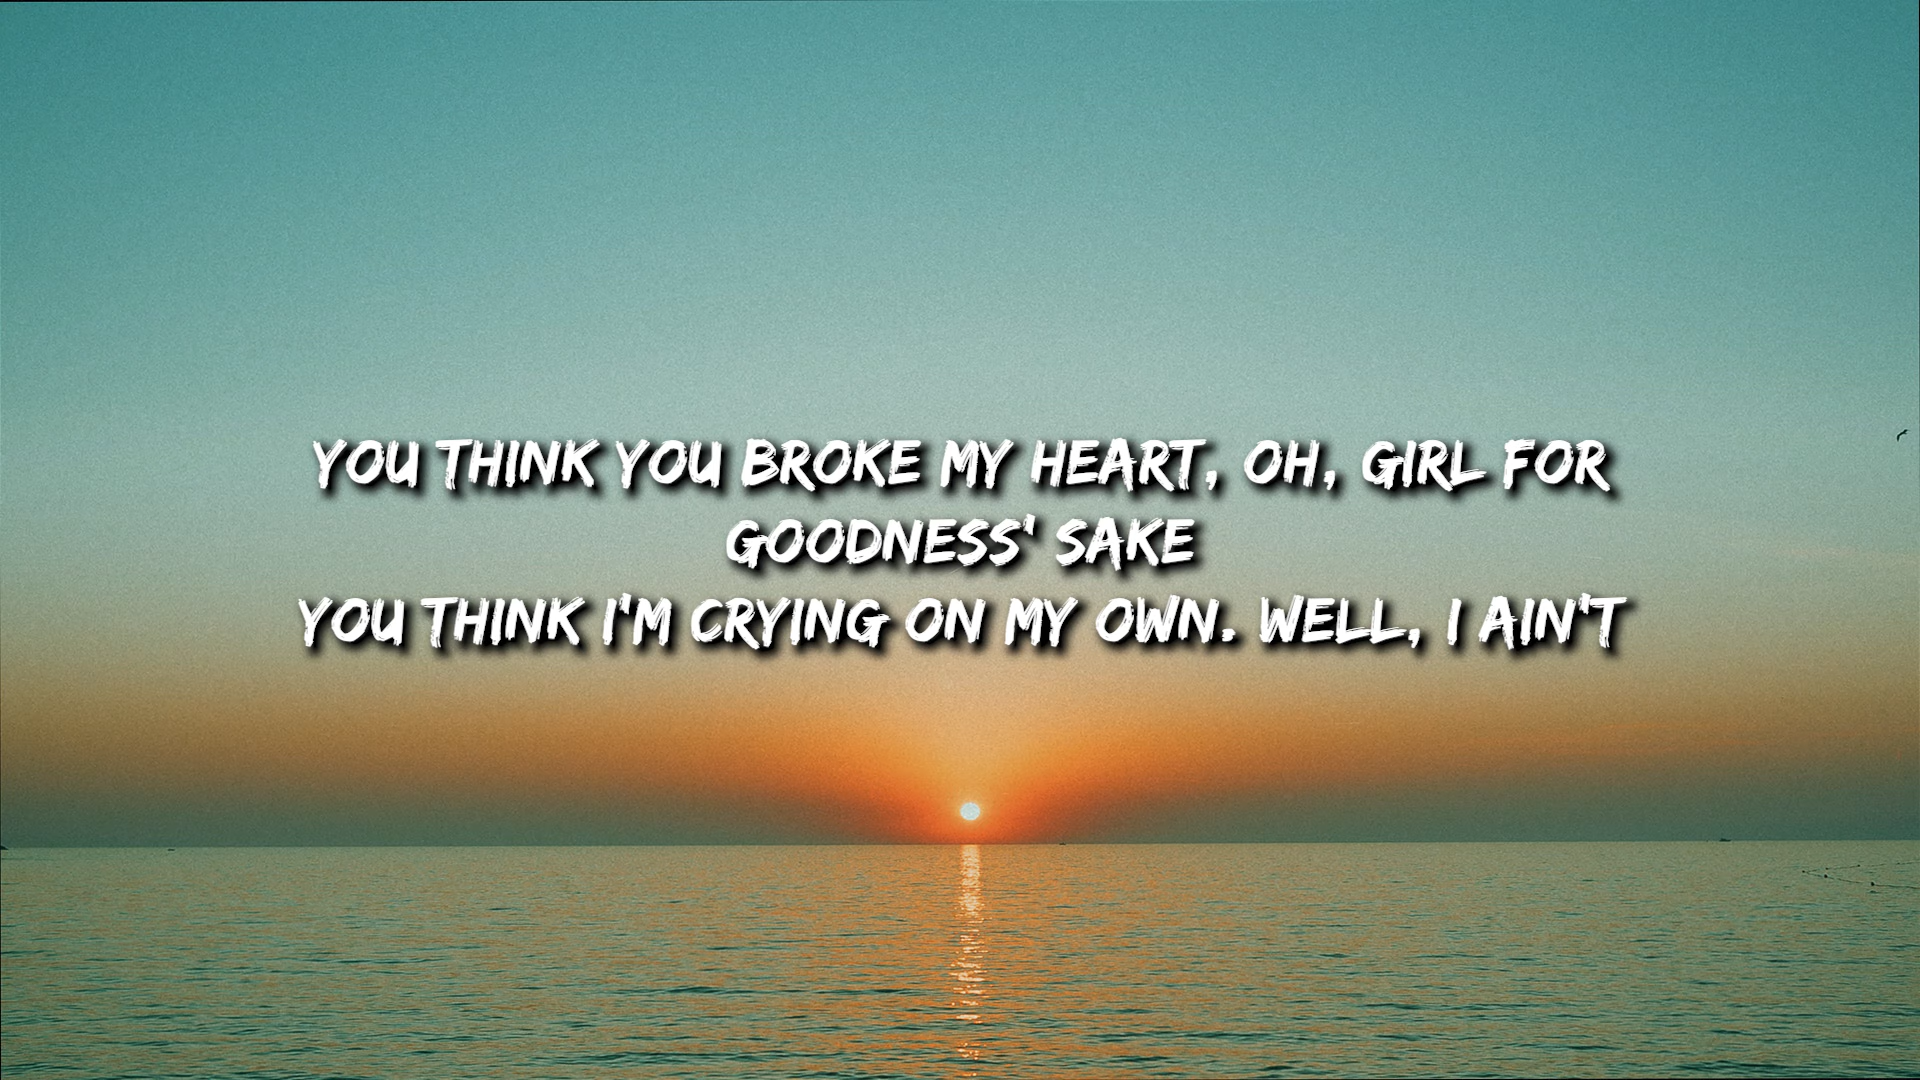 YOU THINK YOU BROKE MY HEART, OH, GIRL FOR
GOODNESS' SAKE
YOU THINK I'M CRYING ON MY OWN. WELL, I AIN'T